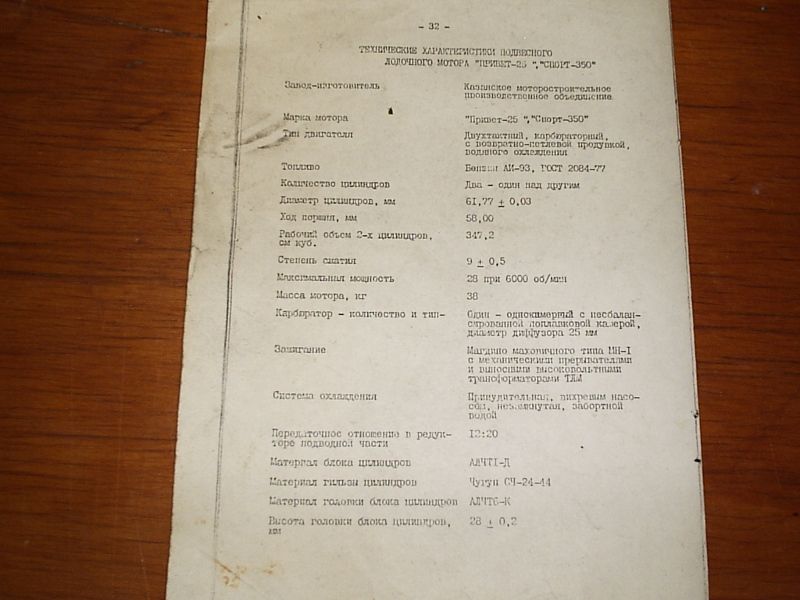 - 32 -
ТЕХНИЧЕСКИЕ ХАРАКТЕРИСТИКИ ПОДВЕСНОГО
ЛОДОЧНОГО МОТОРА "ПРИВЕТ-25 ","СПОРТ-350"
Завод-изготовитель Казанское моторостроительное
производственное объединение
Марка мотора "Привет-25 ","Спорт-350"
Тип двигателя Двухтактный, карбюраторный,
с возвратно-петлевой продувкой,
водяного охлаждения
Топливо Бензин АИ-93, ГОСТ 2084-77
Количество цилиндров Два - один над другим
Диаметр цилиндров, мм 61,77 ± 0,03
Ход поршня, мм 58,00
Рабочий объем 2-х цилиндров, 347,2
см куб.
Степень сжатия 9 ± 0,5
Максимальная мощность 28 при 6000 об/мин
Масса мотора, кг 38
Карбюратор - количество и тип- Один - однокамерный с несбалан-
сированной поплавковой камерой,
диаметр диффузора 25 мм
Зажигание Магдино маховичного типа МН-I
с механическими прерывателями
и выносными высоковольтными
трансформаторами ТЛМ
Система охлаждения Принудительная, вихревым насо-
сом, незамкнутая, забортной
водой
Передаточное отношение в редук- 12:20
торе подводной части
Материал блока цилиндров
Материал гильзы цилиндров Чугун СЧ-24-44
Материал головки блока цилиндров
Высота головки блока цилиндров, 28 ± 0,2
мм